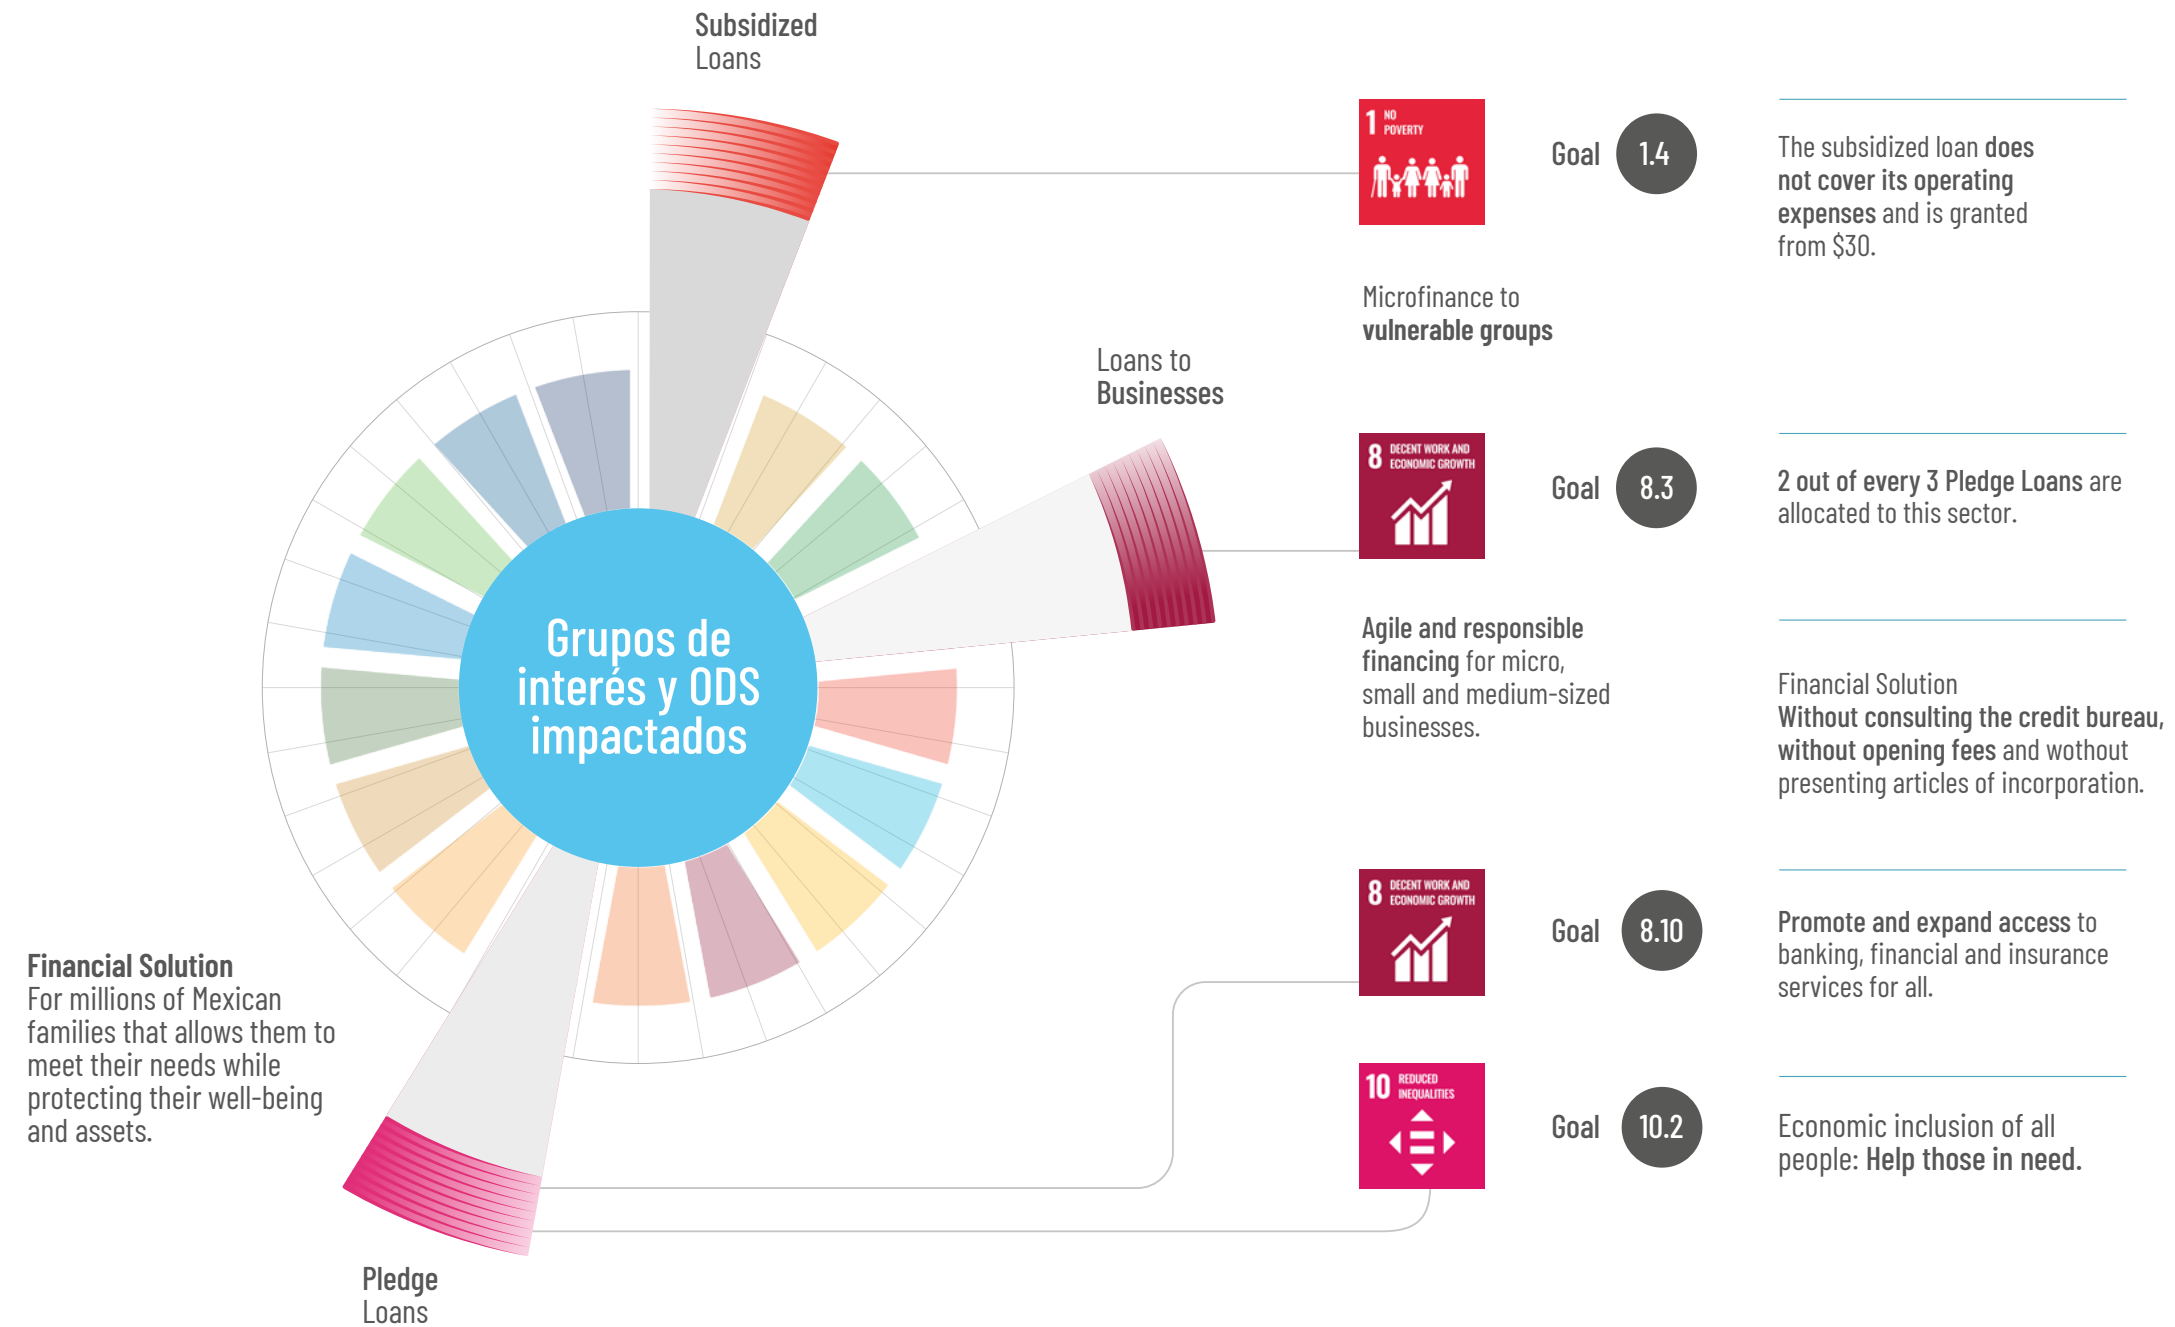 Subsidized
Loans
1 NO
POVERTY
Goal 1.4
The subsidized loan does
not cover its operating
expenses and is granted
from $30.
Microfinance to
vulnerable groups
Loans to
Businesses
8 DECENT WORK AND
ECONOMIC GROWTH
Goal 8.3
2 out of every 3 Pledge Loans are
allocated to this sector.
Agile and responsible
financing for micro,
small and medium-sized
businesses.
Financial Solution
Without consulting the credit bureau,
without opening fees and wothout
presenting articles of incorporation.
Grupos de
interés y ODS
impactados
8 DECENT WORK AND
ECONOMIC GROWTH
Goal 8.10
Promote and expand access to
banking, financial and insurance
services for all.
Financial Solution
For millions of Mexican
families that allows them to
meet their needs while
protecting their well-being
and assets.
10 REDUCED
INEQUALITIES
Goal 10.2
Economic inclusion of all
people: Help those in need.
Pledge
Loans